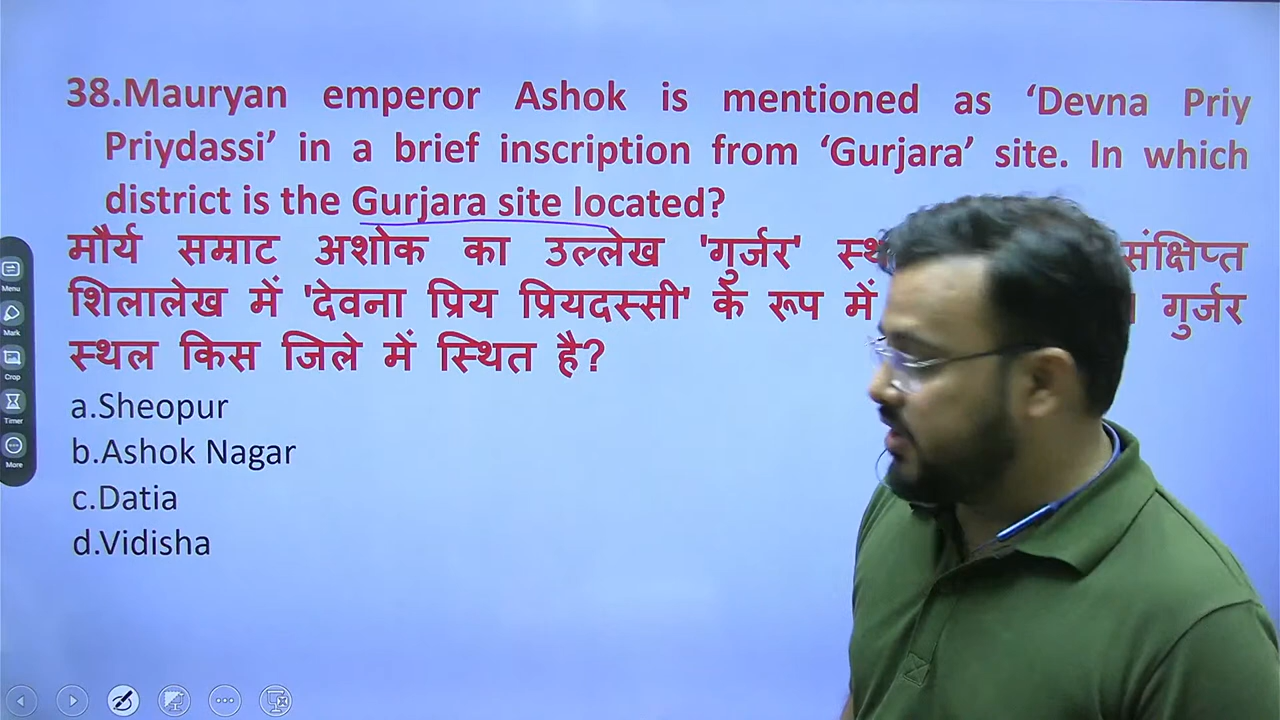 38.Mauryan emperor Ashok is mentioned as ‘Devna Priy
Priydassi’ in a brief inscription from ‘Gurjara’ site. In which
district is the Gurjara site located?
मौर्य सम्राट अशोक का उल्लेख 'गुर्जर' संक्षिप्त
शिलालेख में 'देवना प्रिय प्रियदस्सी' के रूप में गुर्जर
स्थल किस जिले में स्थित है?
a.Sheopur
b.Ashok Nagar
c.Datia
d.Vidisha
Menu
Mark
Crop
Timer
More